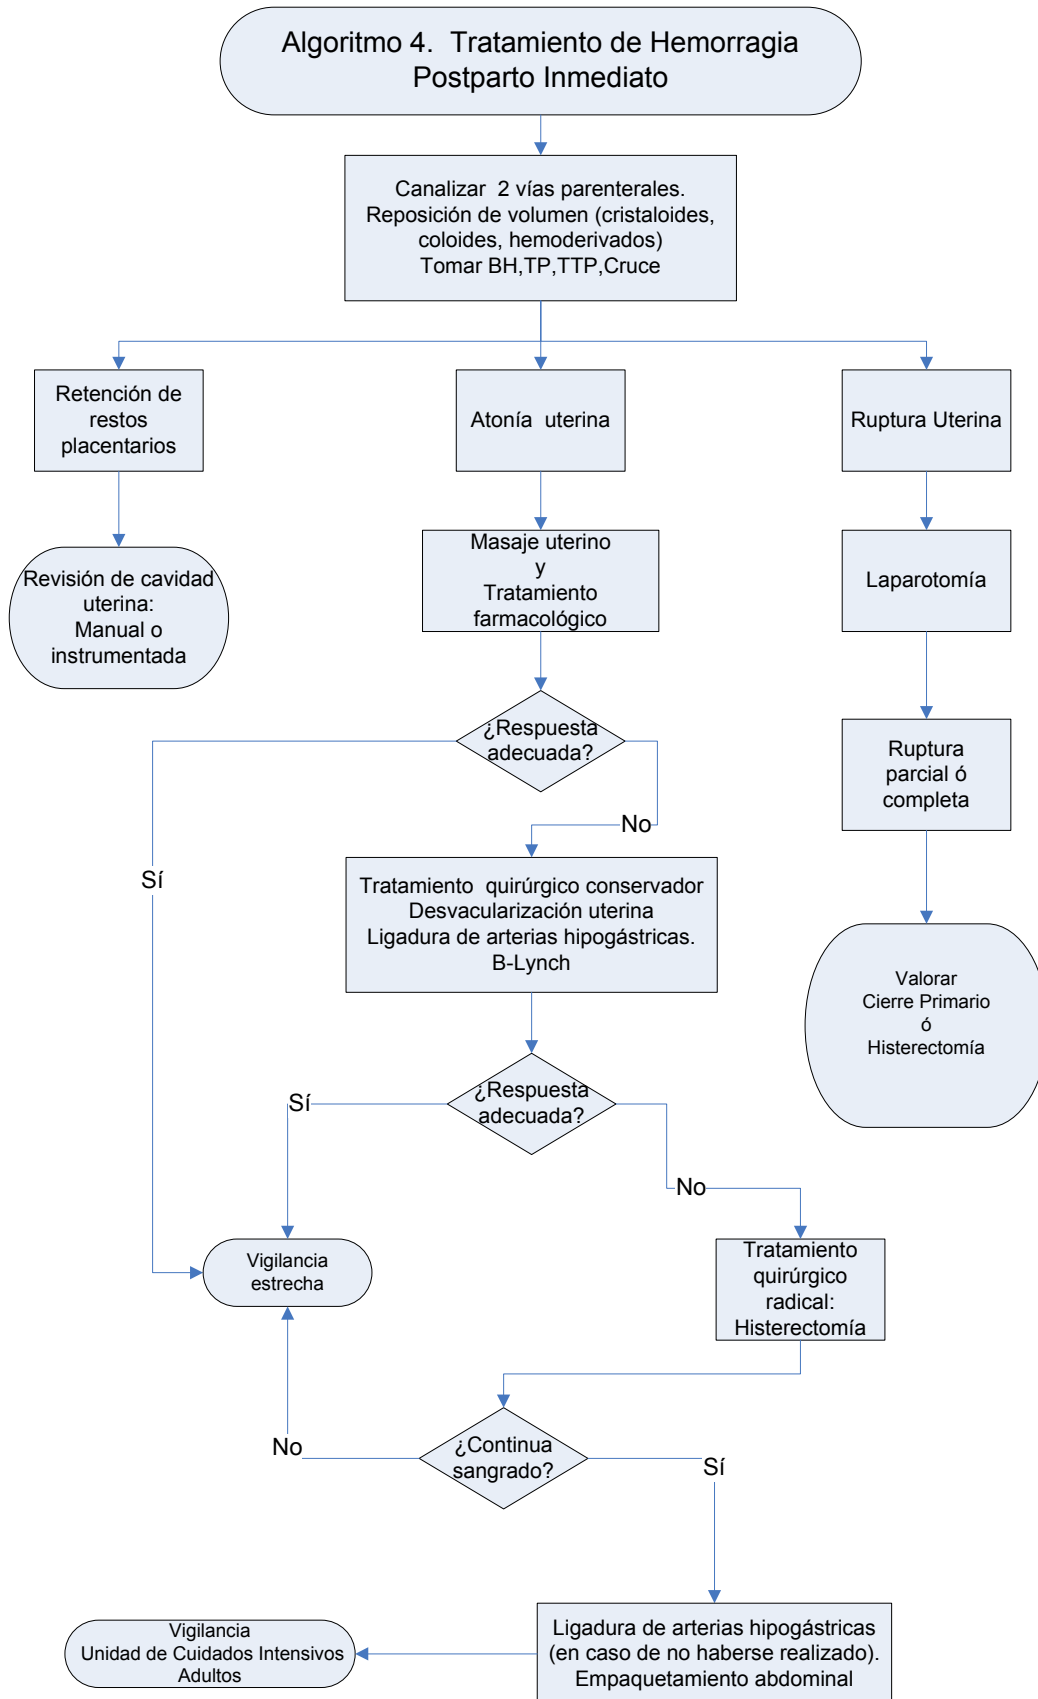 Algoritmo 4.  Tratamiento de Hemorragia
Postparto Inmediato
Canalizar  2 vías parenterales.
Reposición de volumen (cristaloides,
coloides, hemoderivados)
Tomar BH,TP,TTP,Cruce
Retención de
restos
placentarios
Atonía  uterina
Ruptura Uterina
Revisión de cavidad
uterina:
Manual o
instrumentada
Masaje uterino
y
Tratamiento
farmacológico
Laparotomía
¿Respuesta
adecuada?
Ruptura
parcial ó
completa
No
Sí
Tratamiento  quirúrgico conservador
Desvacularización uterina
Ligadura de arterias hipogástricas.
B-Lynch
Valorar
Cierre Primario
ó
Histerectomía
¿Respuesta
adecuada?
Sí
No
Vigilancia
estrecha
Tratamiento
quirúrgico
radical:
Histerectomía
¿Continua
sangrado?
No
Sí
Ligadura de arterias hipogástricas
(en caso de no haberse realizado).
Empaquetamiento abdominal
Vigilancia
Unidad de Cuidados Intensivos
Adultos